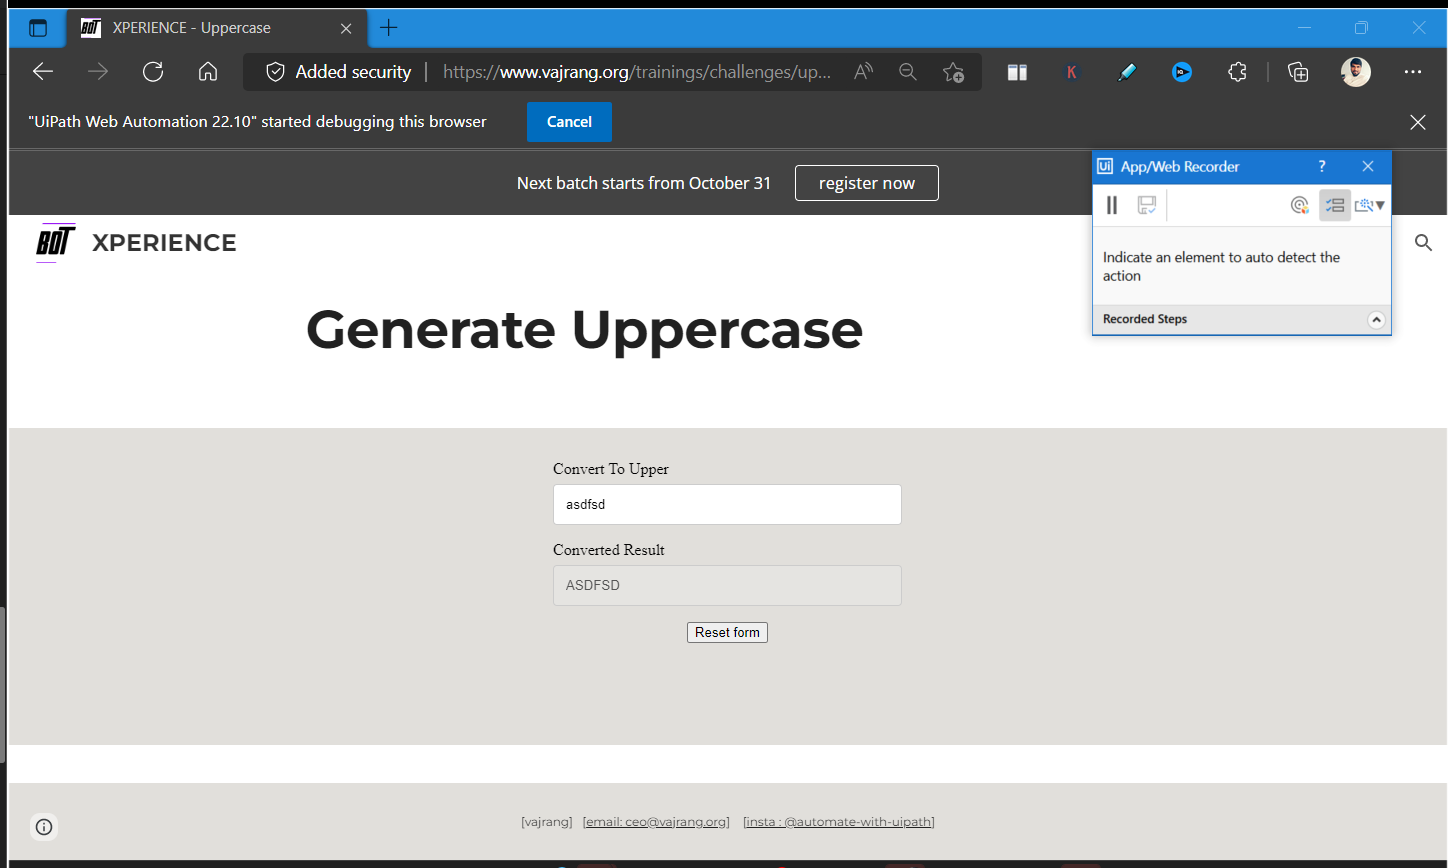 BOT XPERIENCE - Uppercase
Added security https://www.vajrang.org/trainings/challenges/up... A K
"UiPath Web Automation 22.10" started debugging this browser Cancel
Next batch starts from October 31 register now
Ui App/Web Recorder ?
Indicate an element to auto detect the
action
Recorded Steps
BOT XPERIENCE
Generate Uppercase
Convert To Upper
asdfsd
Converted Result
ASDFSD
Reset form
[vajrang] [email: ceo@vajrang.org] [insta : @automate-with-uipath]